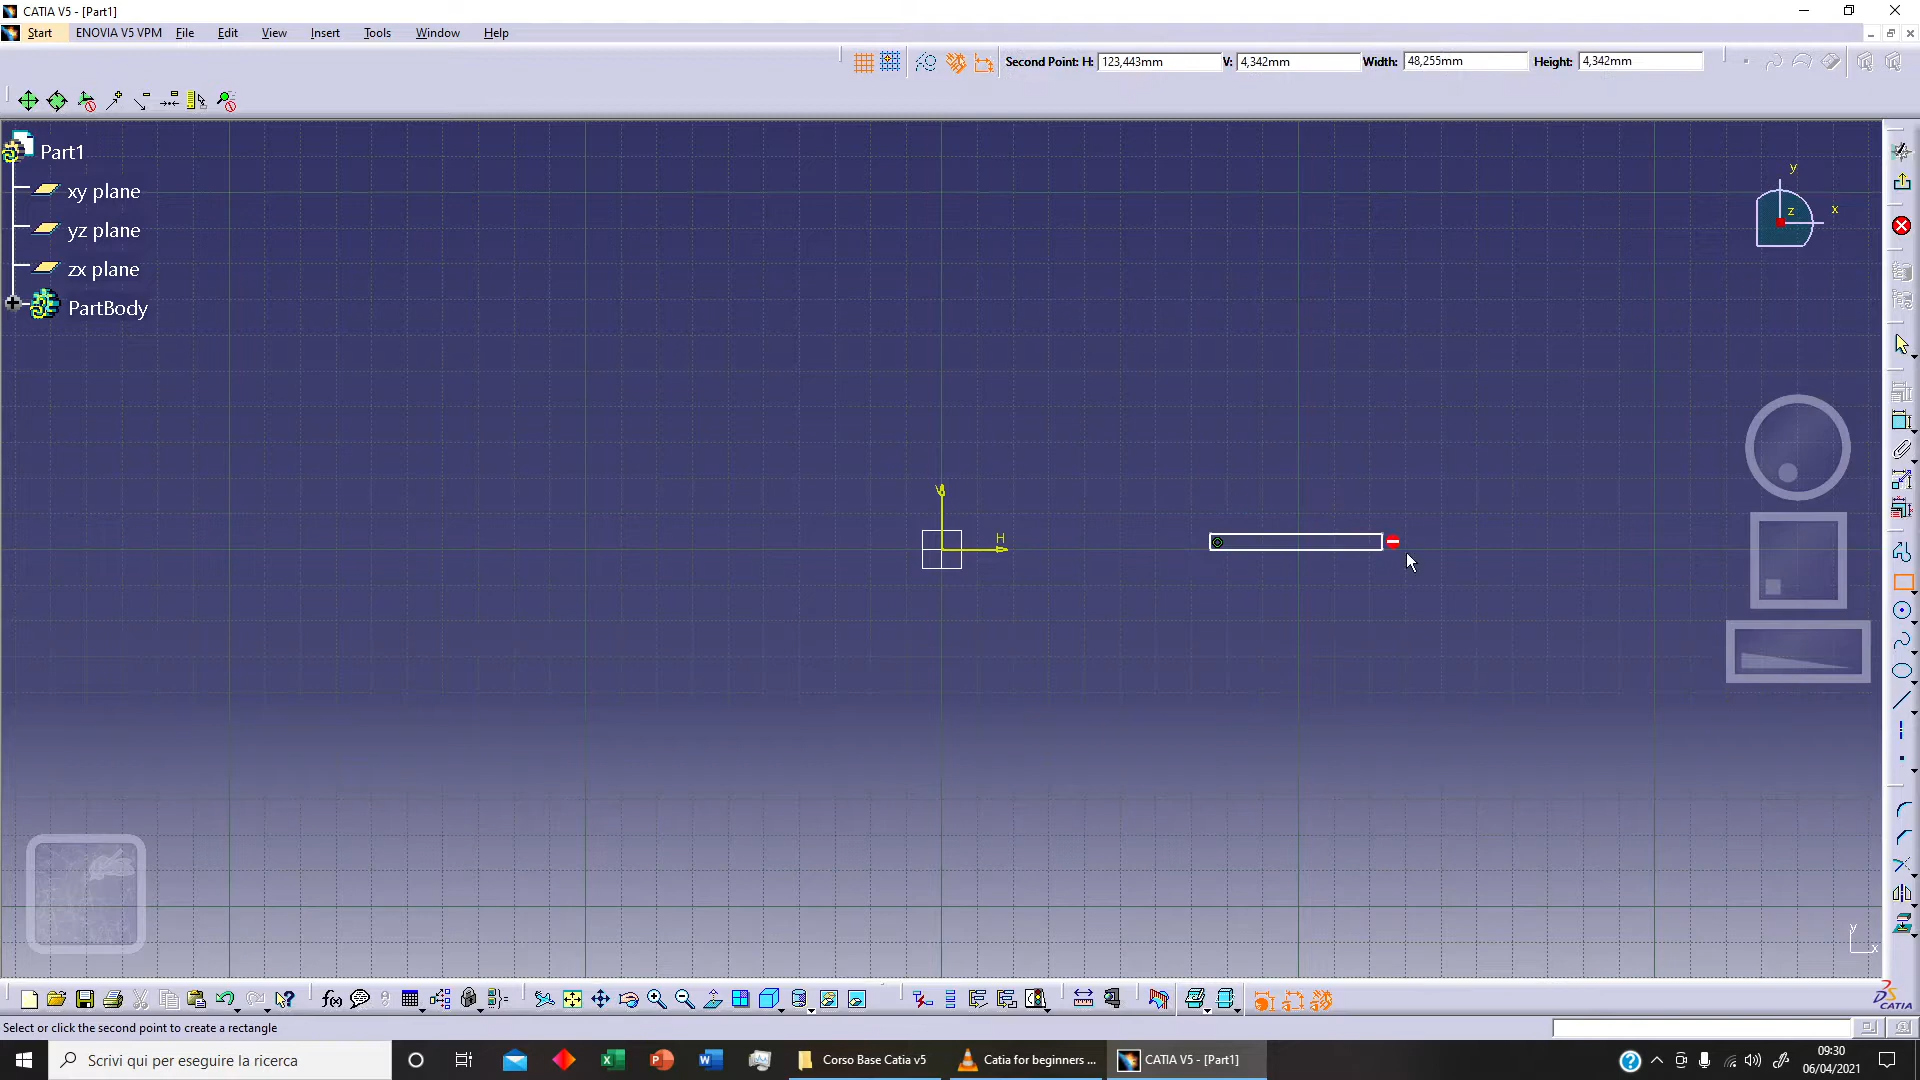 CATIA V5 - [Part1]
Start ENOVIA V5 VPM File Edit View Insert Tools Window Help
Second Point: H: 123,443mm V: 4,342mm Width: 48,255mm Height: 4,342mm
Part1
xy plane
yz plane
zx plane
PartBody
y
z
x
V
H
y
x
f(x)
CATIA
Select or click the second point to create a rectangle
Scrivi qui per eseguire la ricerca
Corso Base Catia v5
Catia for beginners ...
CATIA V5 - [Part1]
09:30
06/04/2021